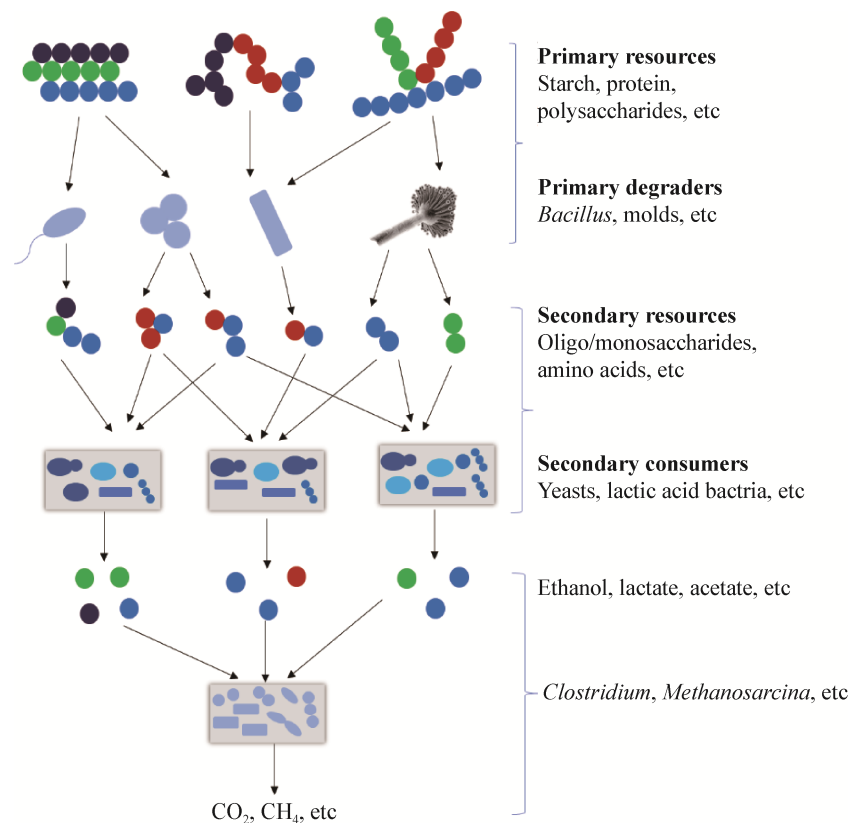 Primary resources
Starch, protein,
polysaccharides, etc
Primary degraders
Bacillus, molds, etc
Secondary resources
Oligo/monosaccharides,
amino acids, etc
Secondary consumers
Yeasts, lactic acid bactria, etc
Ethanol, lactate, acetate, etc
Clostridium, Methanosarcina, etc
CO₂, CH₄, etc